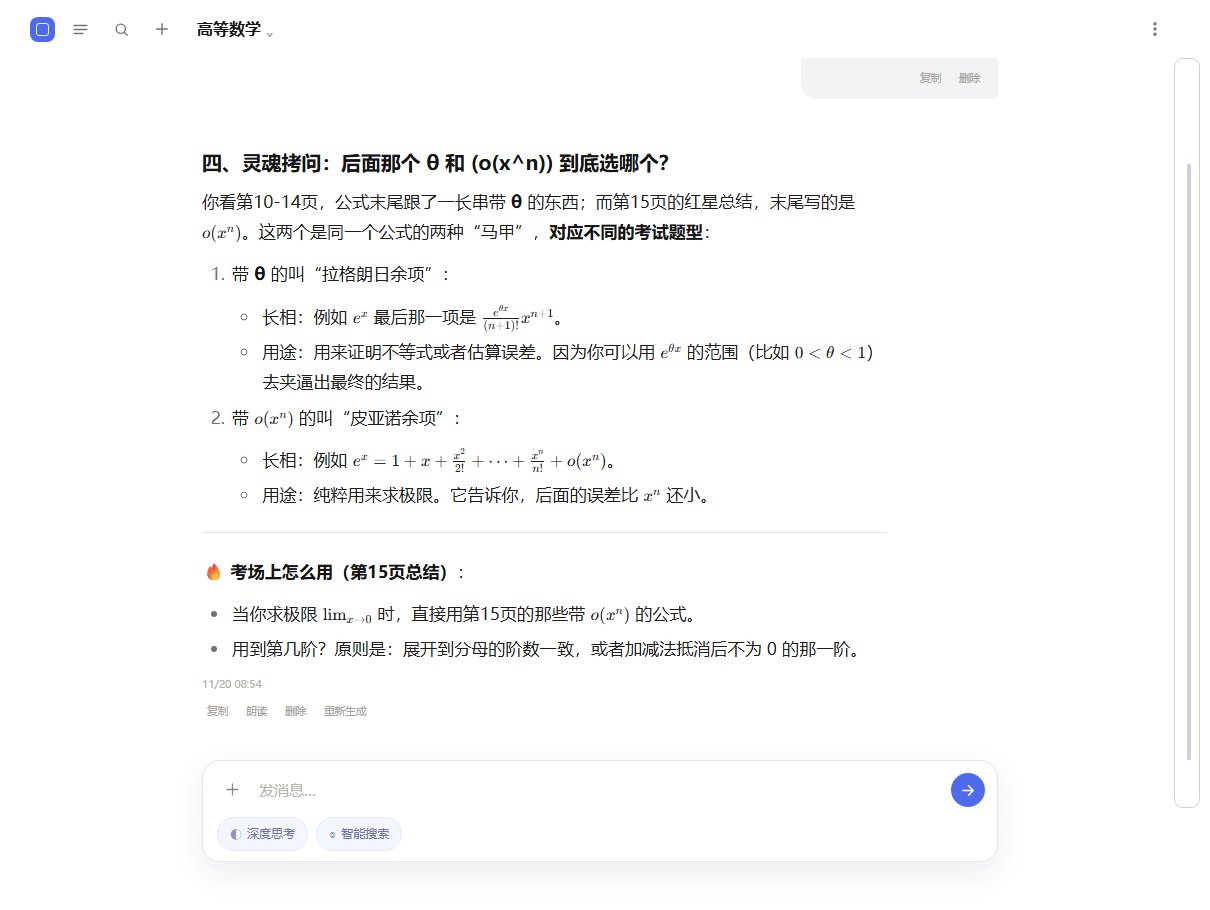 高等数学
复制 删除
四、灵魂拷问：后面那个 θ 和 (o(x^n)) 到底选哪个？
你看第10-14页，公式末尾跟了一长串带 θ 的东西；而第15页的红星总结，末尾写的是
o(xⁿ)。这两个是同一个公式的两种“马甲”，对应不同的考试题型：
1. 带 θ 的叫“拉格朗日余项”：
◦ 长相：例如 e^x 最后那一项是 \frac{e^{θx}}{(n+1)!}x^{n+1}。
◦ 用途：用来证明不等式或者估算误差。因为你可以用 e^{θx} 的范围（比如 0 < θ < 1）
去夹逼出最终的结果。
2. 带 o(xⁿ) 的叫“皮亚诺余项”：
◦ 长相：例如 e^x = 1 + x + \frac{x^2}{2!} + ⋯ + \frac{x^n}{n!} + o(xⁿ)。
◦ 用途：纯粹用来求极限。它告诉你，后面的误差比 xⁿ 还小。
🔥 考场上怎么用（第15页总结）：
• 当你求极限 lim_{x→0} 时，直接用第15页的那些带 o(xⁿ) 的公式。
• 用到第几阶？原则是：展开到分母的阶数一致，或者加减法抵消后不为 0 的那一阶。
11/20 08:54
复制 朗读 删除 重新生成
发消息...
深度思考 智能搜索